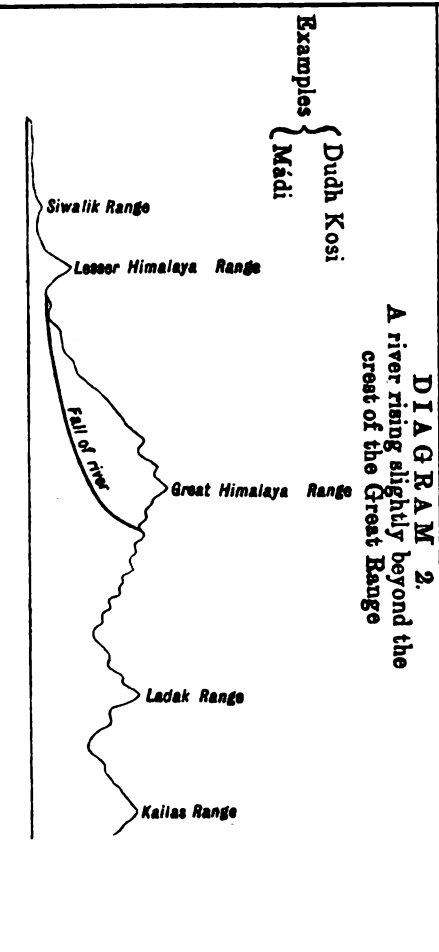 DIAGRAM 2.
A river rising slightly beyond the
crest of the Great Range
Examples { Dudh Kosi
{ Mádi
Siwalik Range
Lesser Himalaya Range
Great Himalaya Range
Ladak Range
Kailas Range
Fall of river